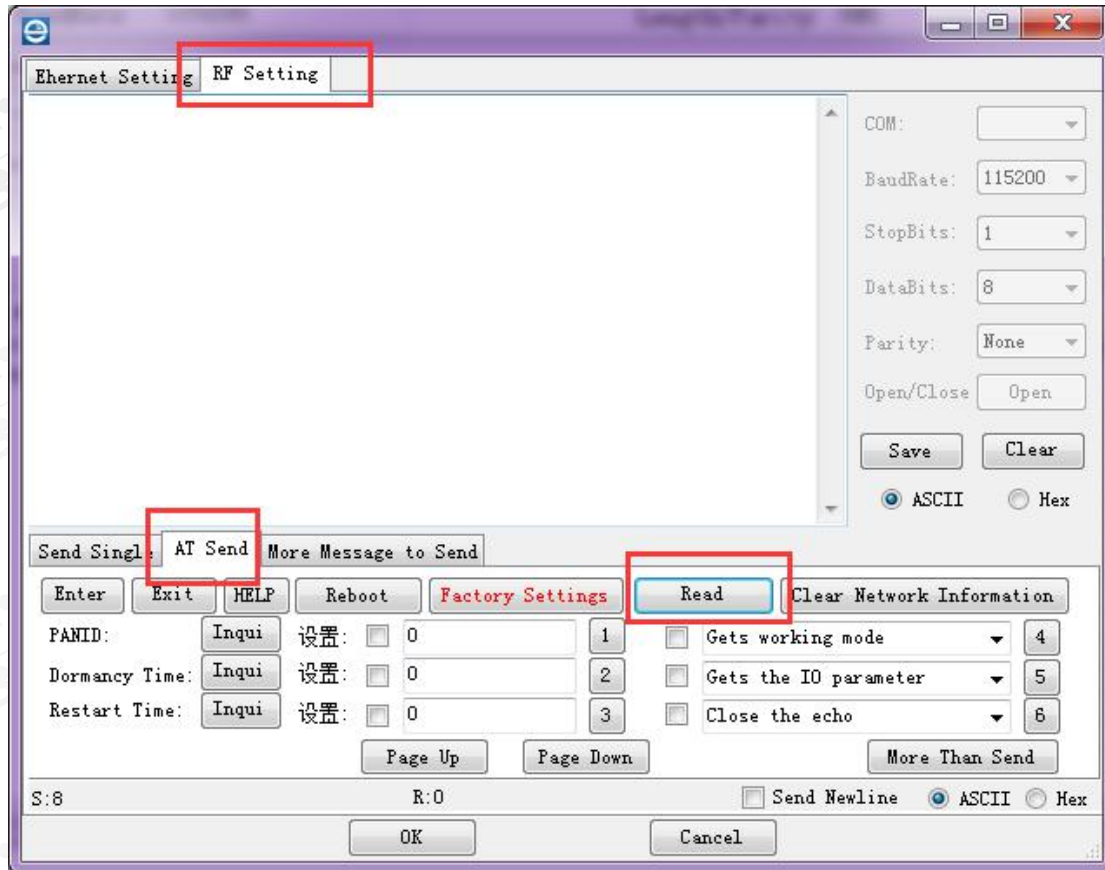 Ehernet Setting RF Setting
COM:
BaudRate: 115200
StopBits: 1
DataBits: 8
Parity: None
Open/Close Open
Save Clear
ASCII Hex
Send Single AT Send More Message to Send
Enter Exit HELP Reboot Factory Settings Read Clear Network Information
PANID: Inqui 设置: 0 1 Gets working mode 4
Dormancy Time: Inqui 设置: 0 2 Gets the IO parameter 5
Restart Time: Inqui 设置: 0 3 Close the echo 6
Page Up Page Down More Than Send
S:8 R:0 Send Newline ASCII Hex
OK Cancel